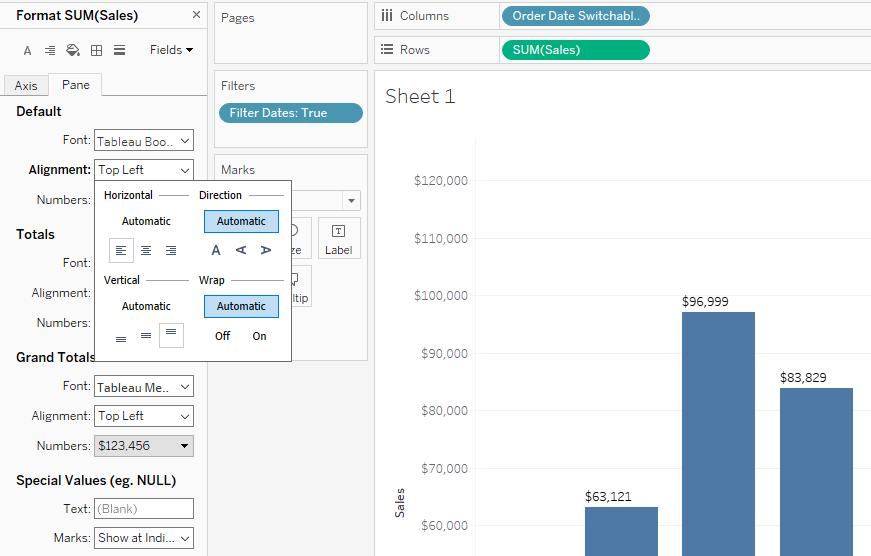 Format SUM(Sales) ×
Fields
Axis
Pane
Default
Font: Tableau Boo..
Alignment: Top Left
Numbers:
Horizontal
Direction
Automatic
Automatic
A A A
Vertical
Wrap
Automatic
Automatic
Off
On
Totals
Font:
Alignment:
Numbers:
Grand Totals
Font: Tableau Me..
Alignment: Top Left
Numbers: $123,456
Special Values (eg. NULL)
Text: (Blank)
Marks: Show at Indi...
Pages
Filters
Filter Dates: True
Marks
ze
T
Label
ltip
Columns
Order Date Switchabl..
Rows
SUM(Sales)
Sheet 1
$120,000
$110,000
$100,000
$90,000
$80,000
$70,000
$60,000
Sales
$63,121
$96,999
$83,829